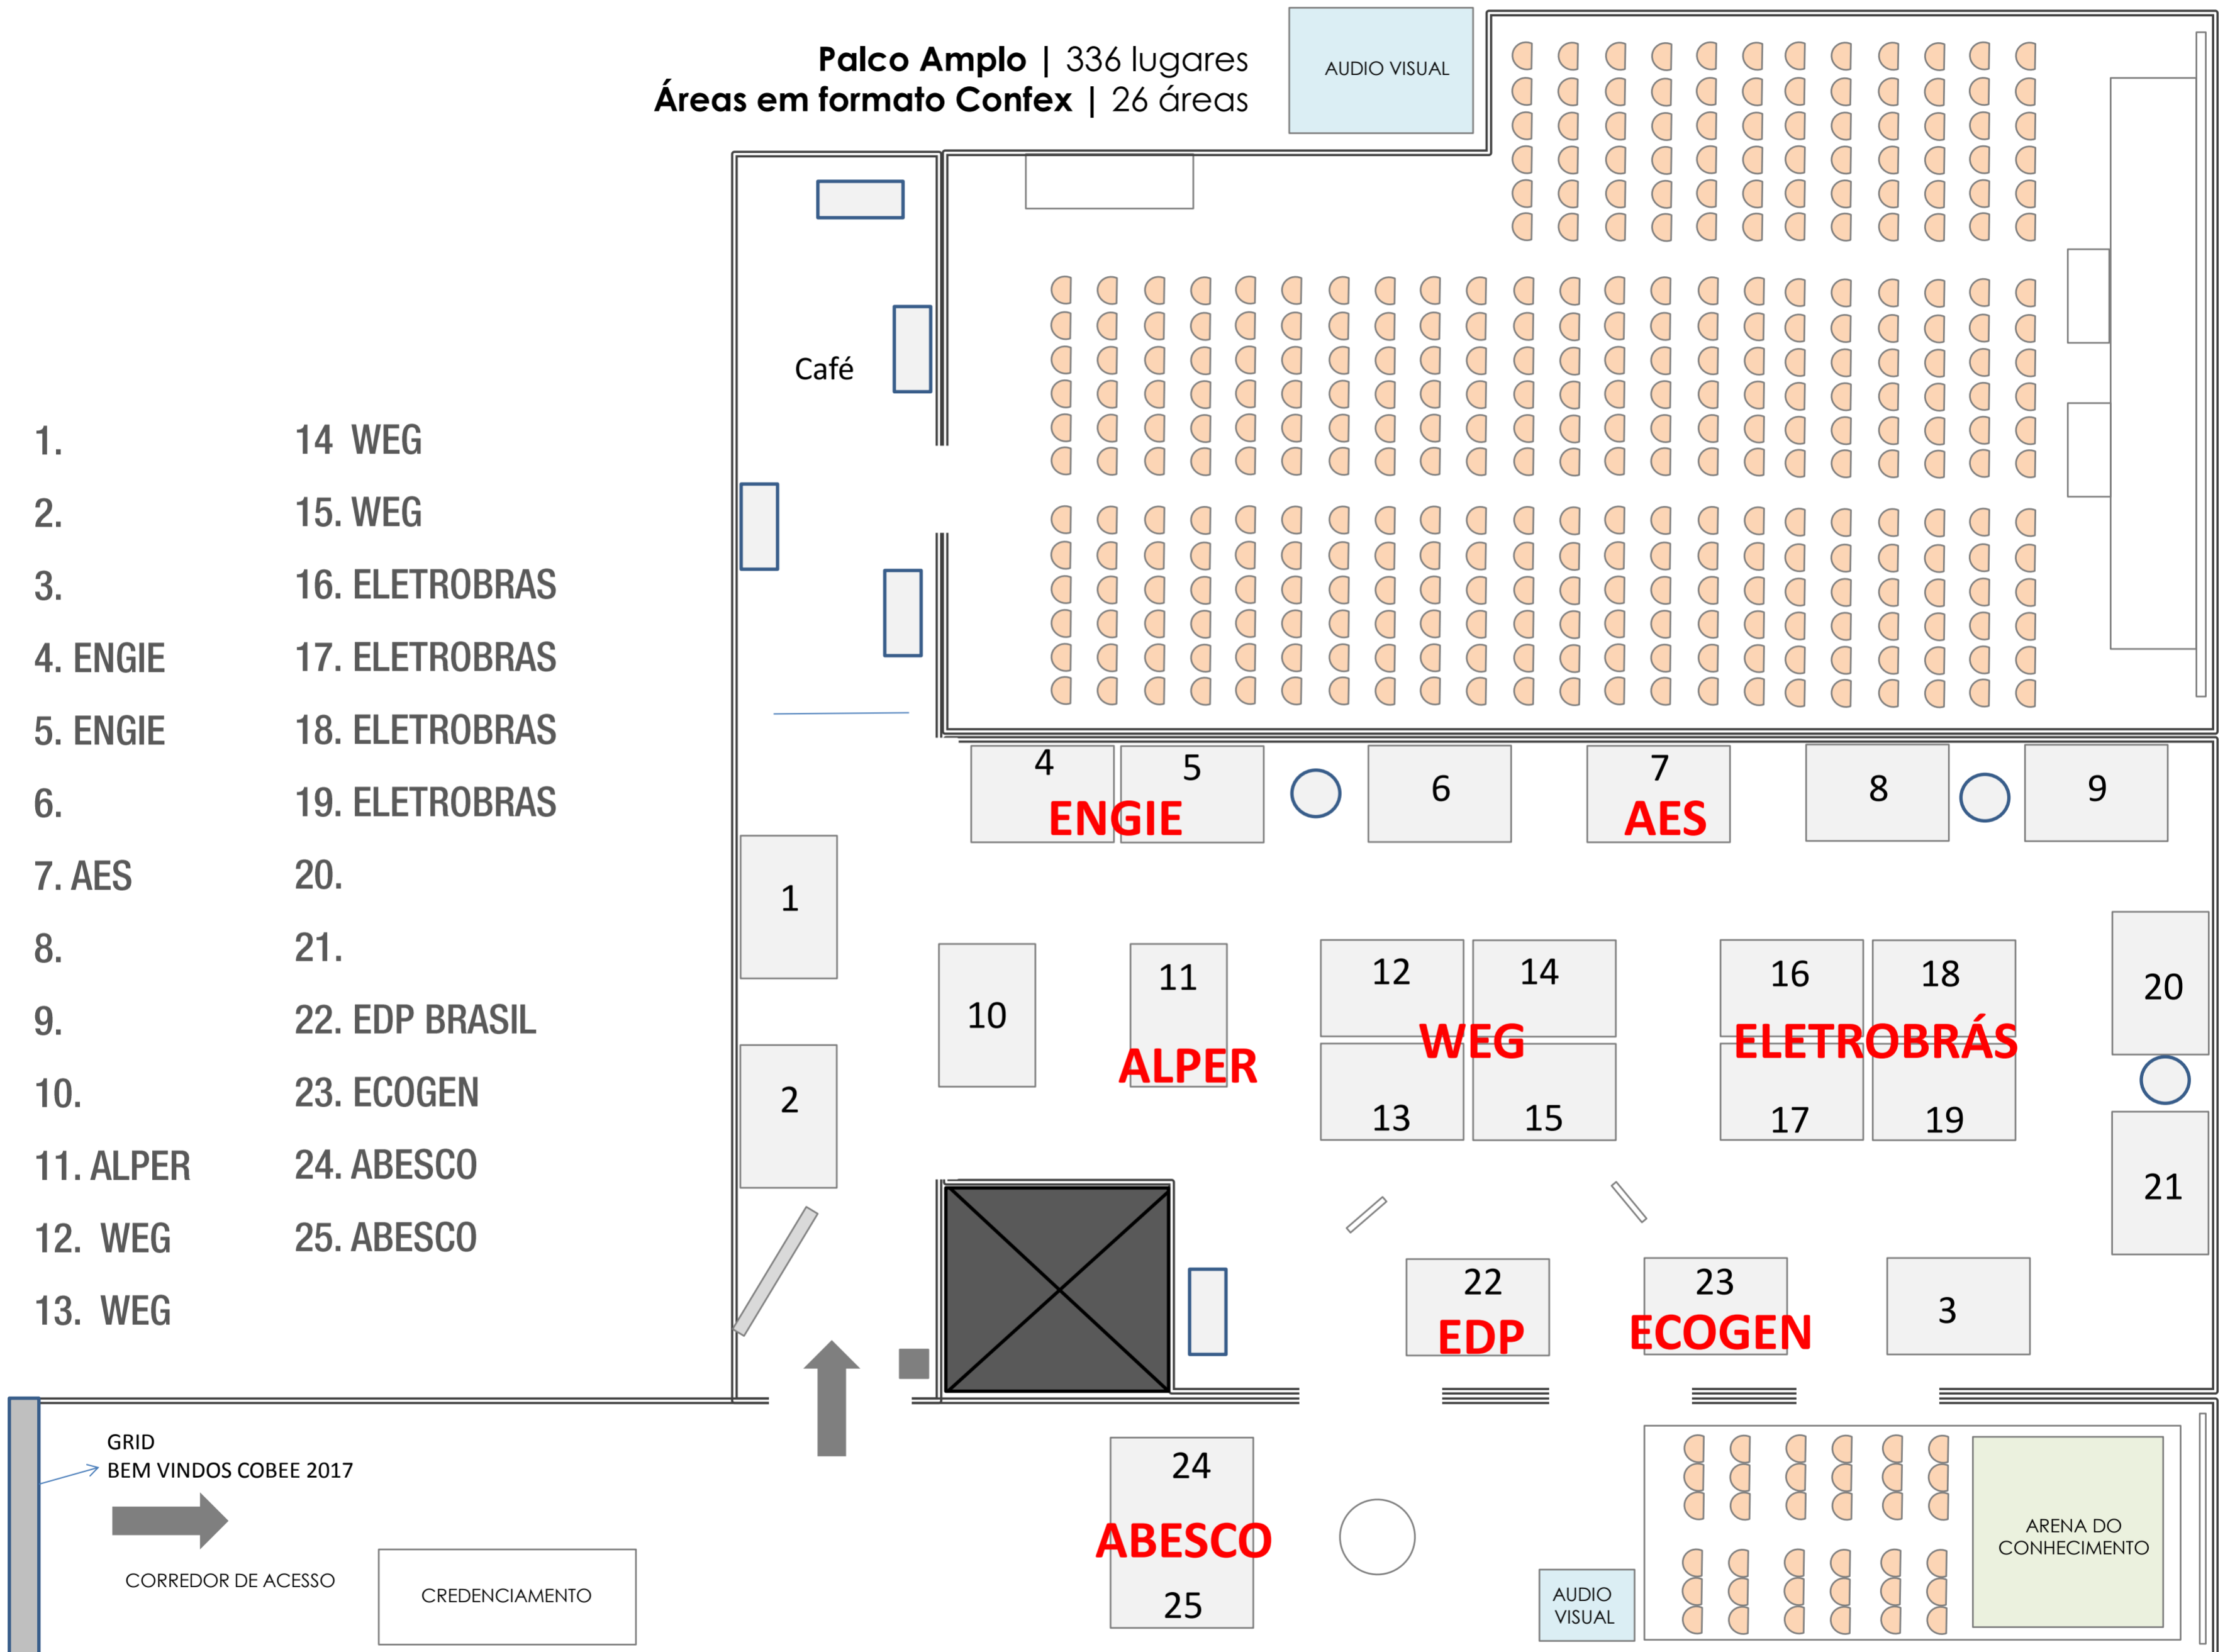 Palco Amplo | 336 lugares
Áreas em formato Confex | 26 áreas
AUDIO VISUAL
Café
1.
2.
3.
4. ENGIE
5. ENGIE
6.
7. AES
8.
9.
10.
11. ALPER
12. WEG
13. WEG
14 WEG
15. WEG
16. ELETROBRAS
17. ELETROBRAS
18. ELETROBRAS
19. ELETROBRAS
20.
21.
22. EDP BRASIL
23. ECOGEN
24. ABESCO
25. ABESCO
4
5
ENGIE
6
7
AES
8
9
1
2
10
11
ALPER
12
14
WEG
13
15
16
18
ELETROBRÁS
17
19
20
21
22
EDP
23
ECOGEN
3
GRID
BEM VINDOS COBEE 2017
CORREDOR DE ACESSO
CREDENCIAMENTO
24
ABESCO
25
AUDIO
VISUAL
ARENA DO
CONHECIMENTO